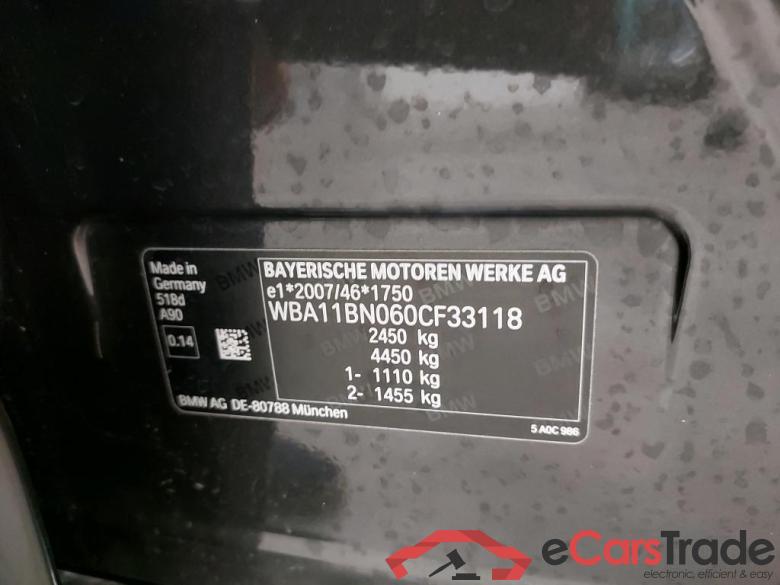 Made in
Germany
518d
A90
0.14
BAYERISCHE MOTOREN WERKE AG
e1*2007/46*1750
WBA11BN060CF33118
2450 kg
4450 kg
1- 1110 kg
2- 1455 kg
BMW AG DE-80788 München
5 A0C 986
eCarsTrade
electronic, efficient & easy